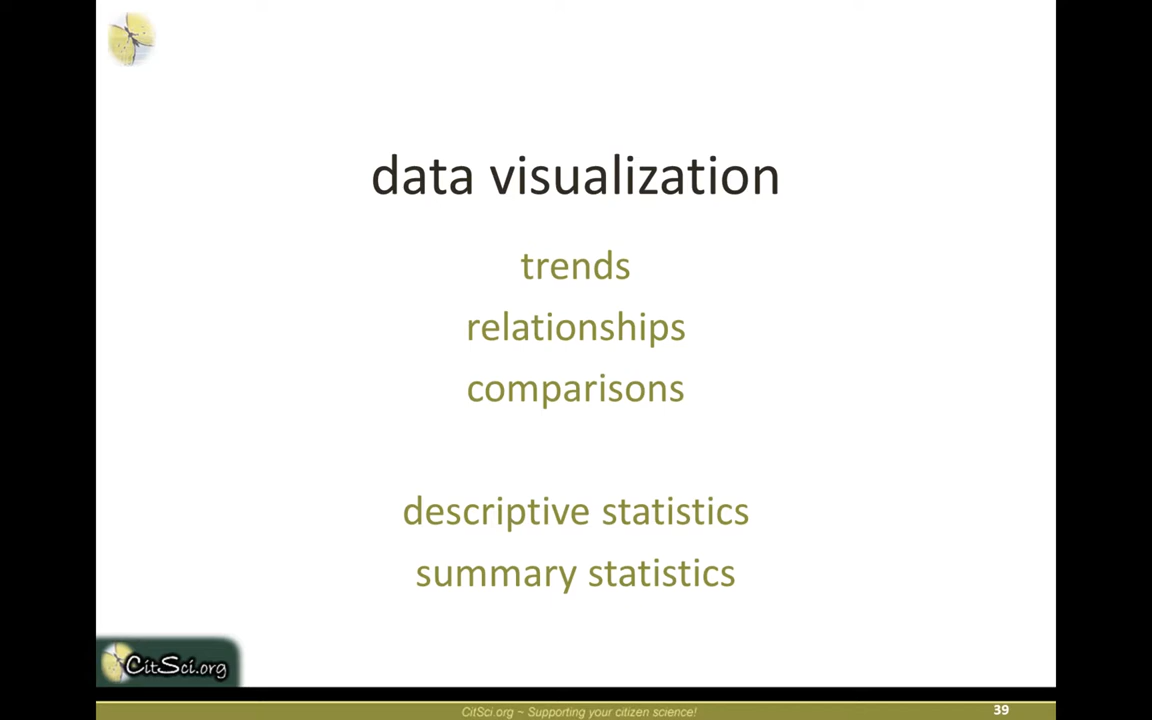 data visualization
trends
relationships
comparisons
descriptive statistics
summary statistics
CitSci.org
CitSci.org ~ Supporting your citizen science!
39